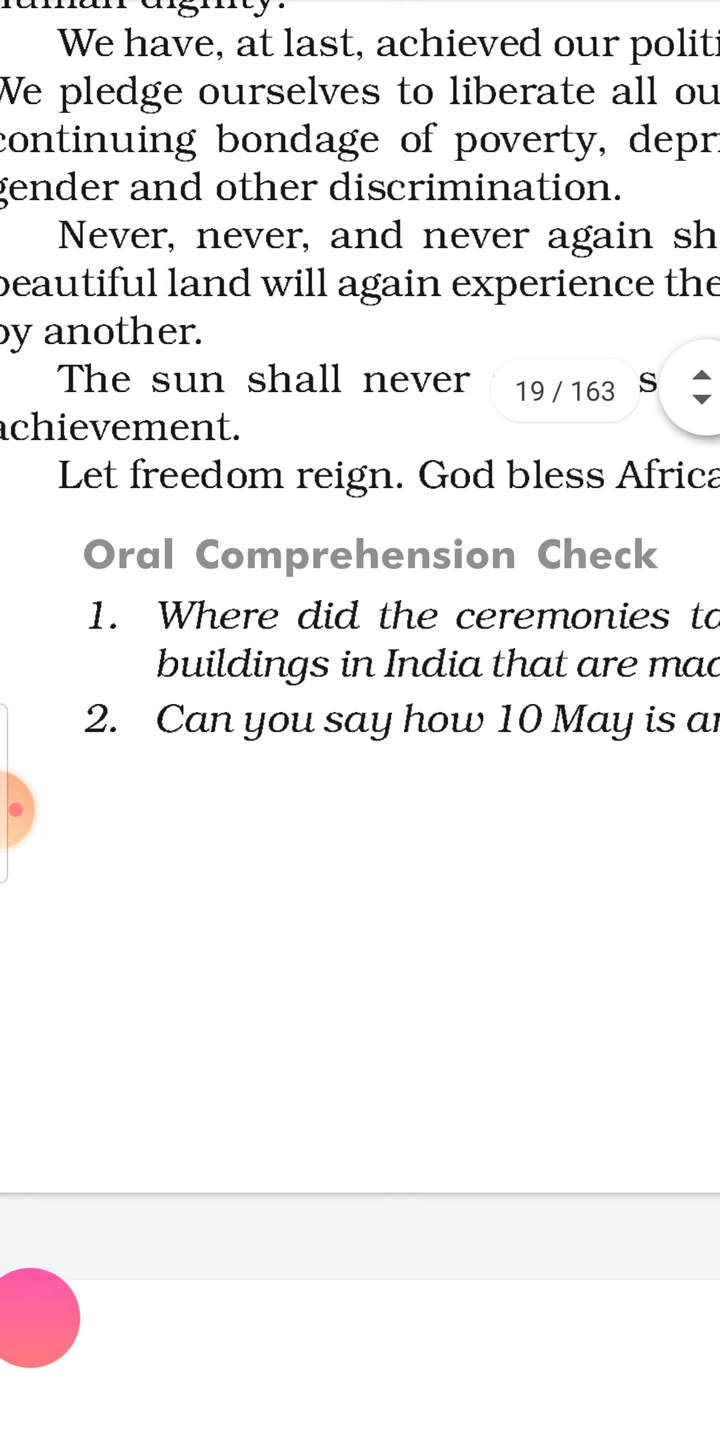 We have, at last, achieved our politi
We pledge ourselves to liberate all ou
continuing bondage of poverty, depr
gender and other discrimination.
Never, never, and never again sh
beautiful land will again experience the
by another.
The sun shall never s
19 / 163
achievement.
Let freedom reign. God bless Africa
Oral Comprehension Check
1. Where did the ceremonies ta
buildings in India that are mad
2. Can you say how 10 May is an